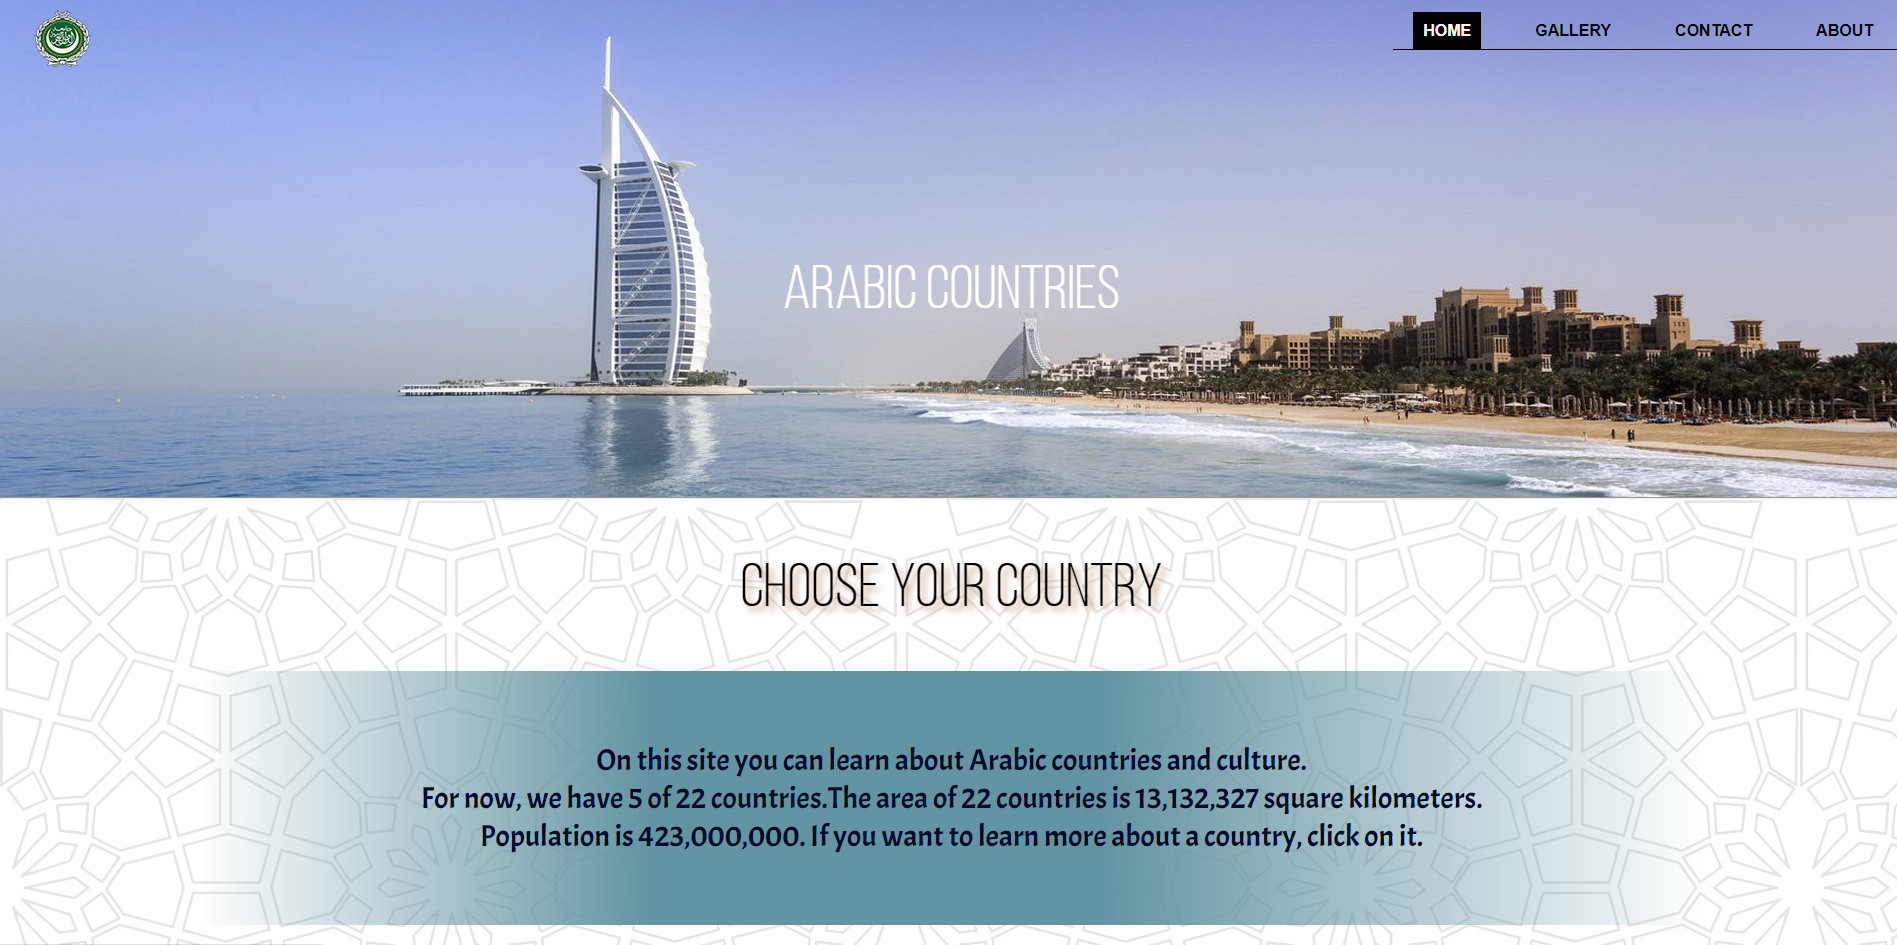 HOME GALLERY CONTACT ABOUT
ARABIC COUNTRIES
CHOOSE YOUR COUNTRY
On this site you can learn about Arabic countries and culture.
For now, we have 5 of 22 countries.The area of 22 countries is 13,132,327 square kilometers.
Population is 423,000,000. If you want to learn more about a country, click on it.